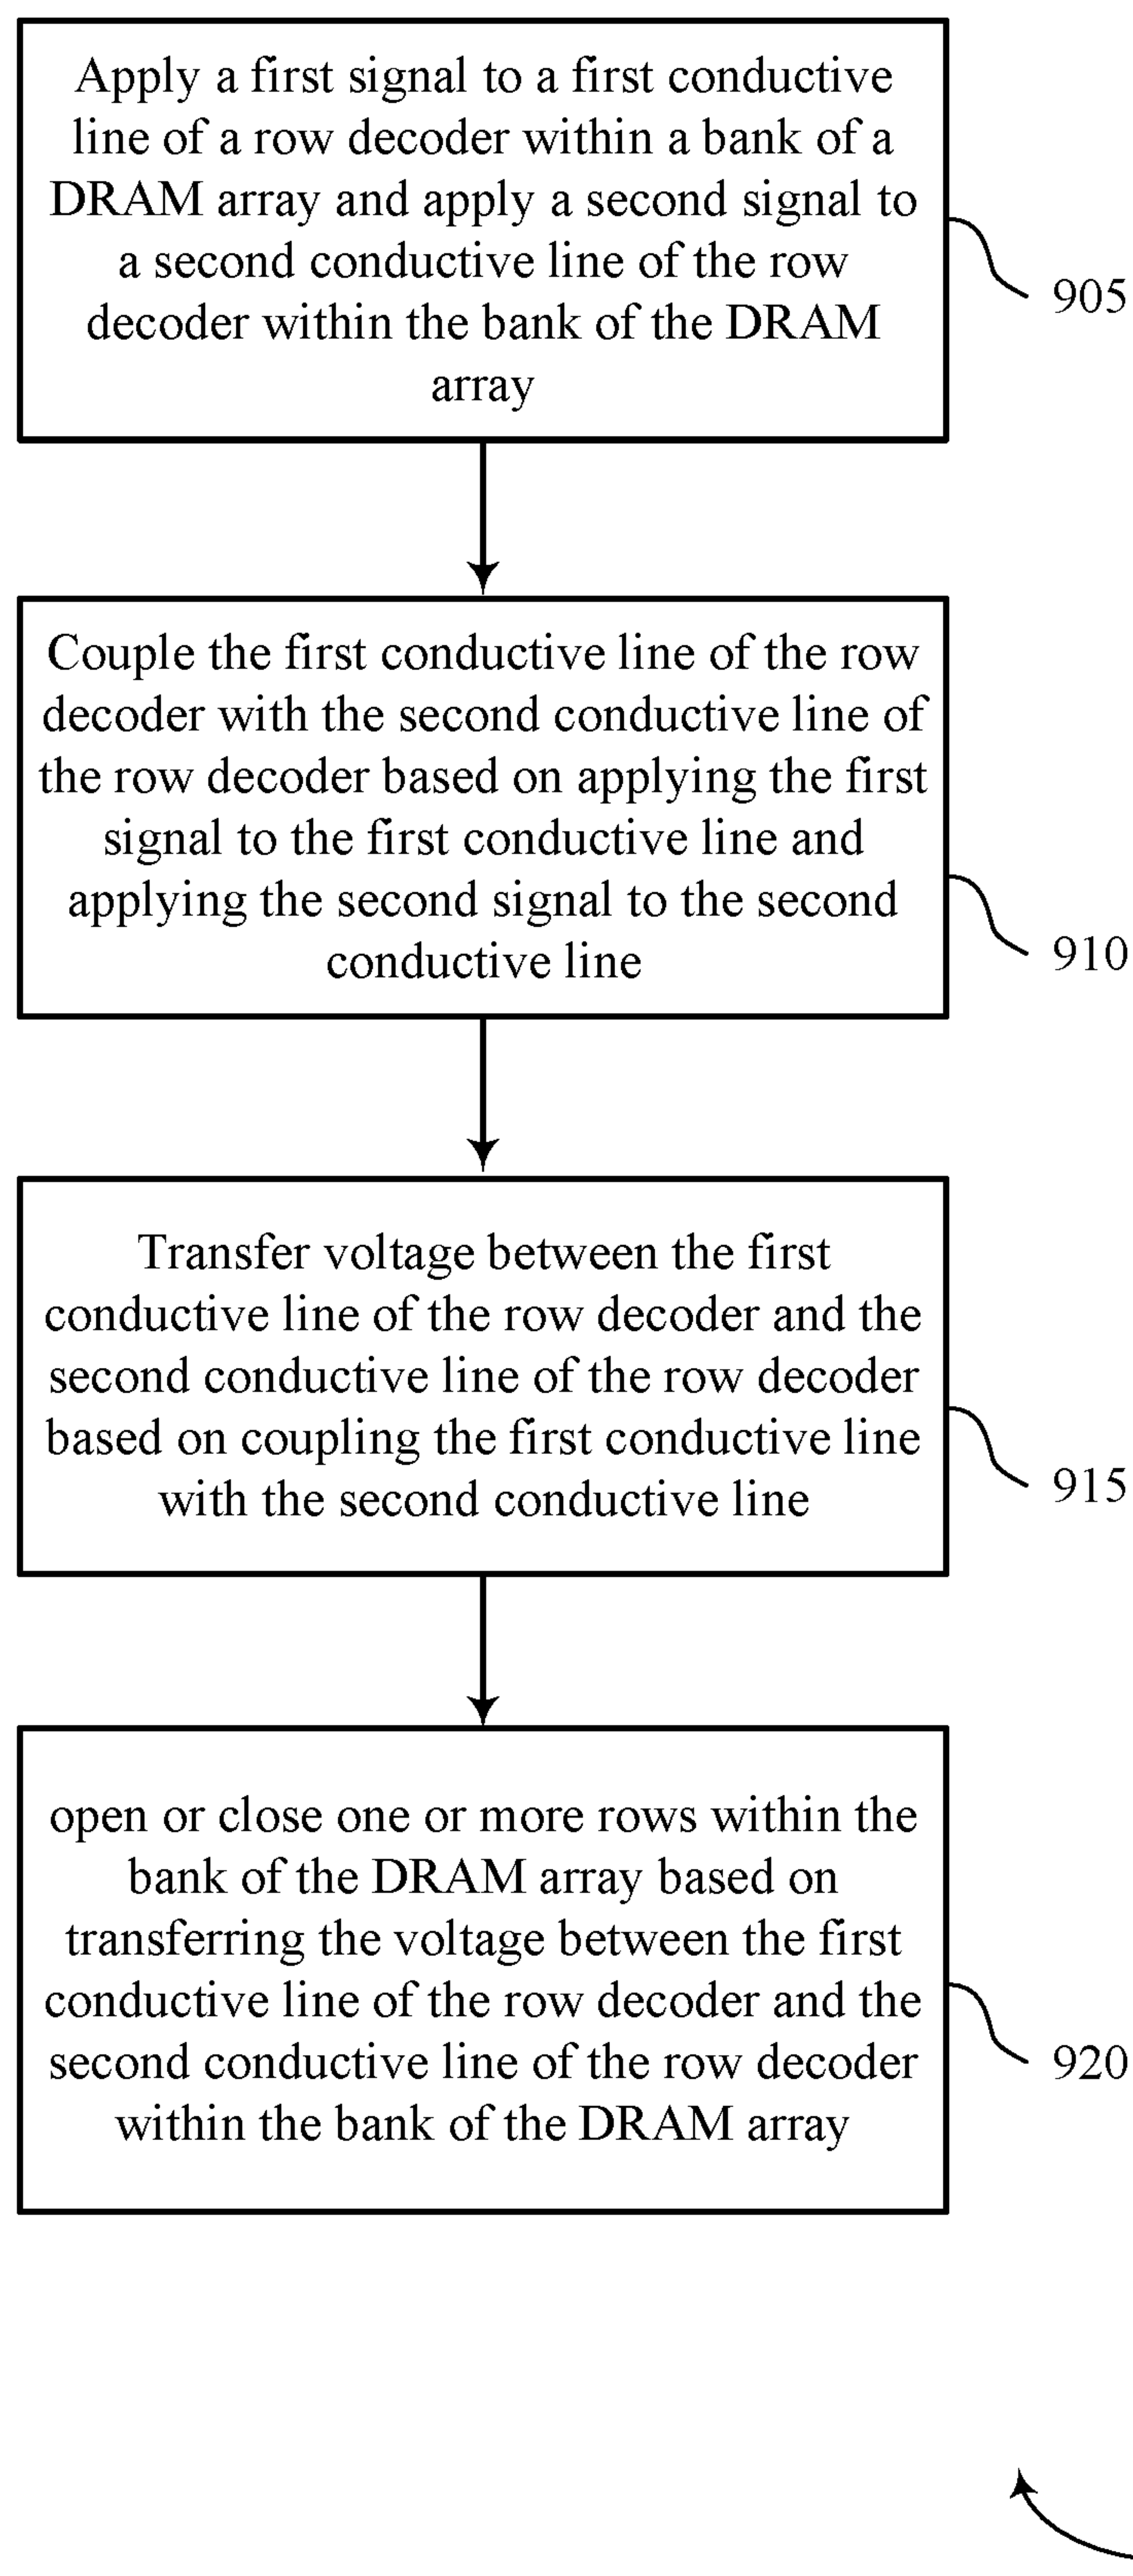 Apply a first signal to a first conductive
line of a row decoder within a bank of a
DRAM array and apply a second signal to
a second conductive line of the row
decoder within the bank of the DRAM
array
905
Couple the first conductive line of the row
decoder with the second conductive line of
the row decoder based on applying the first
signal to the first conductive line and
applying the second signal to the second
conductive line
910
Transfer voltage between the first
conductive line of the row decoder and the
second conductive line of the row decoder
based on coupling the first conductive line
with the second conductive line
915
open or close one or more rows within the
bank of the DRAM array based on
transferring the voltage between the first
conductive line of the row decoder and the
second conductive line of the row decoder
within the bank of the DRAM array
920